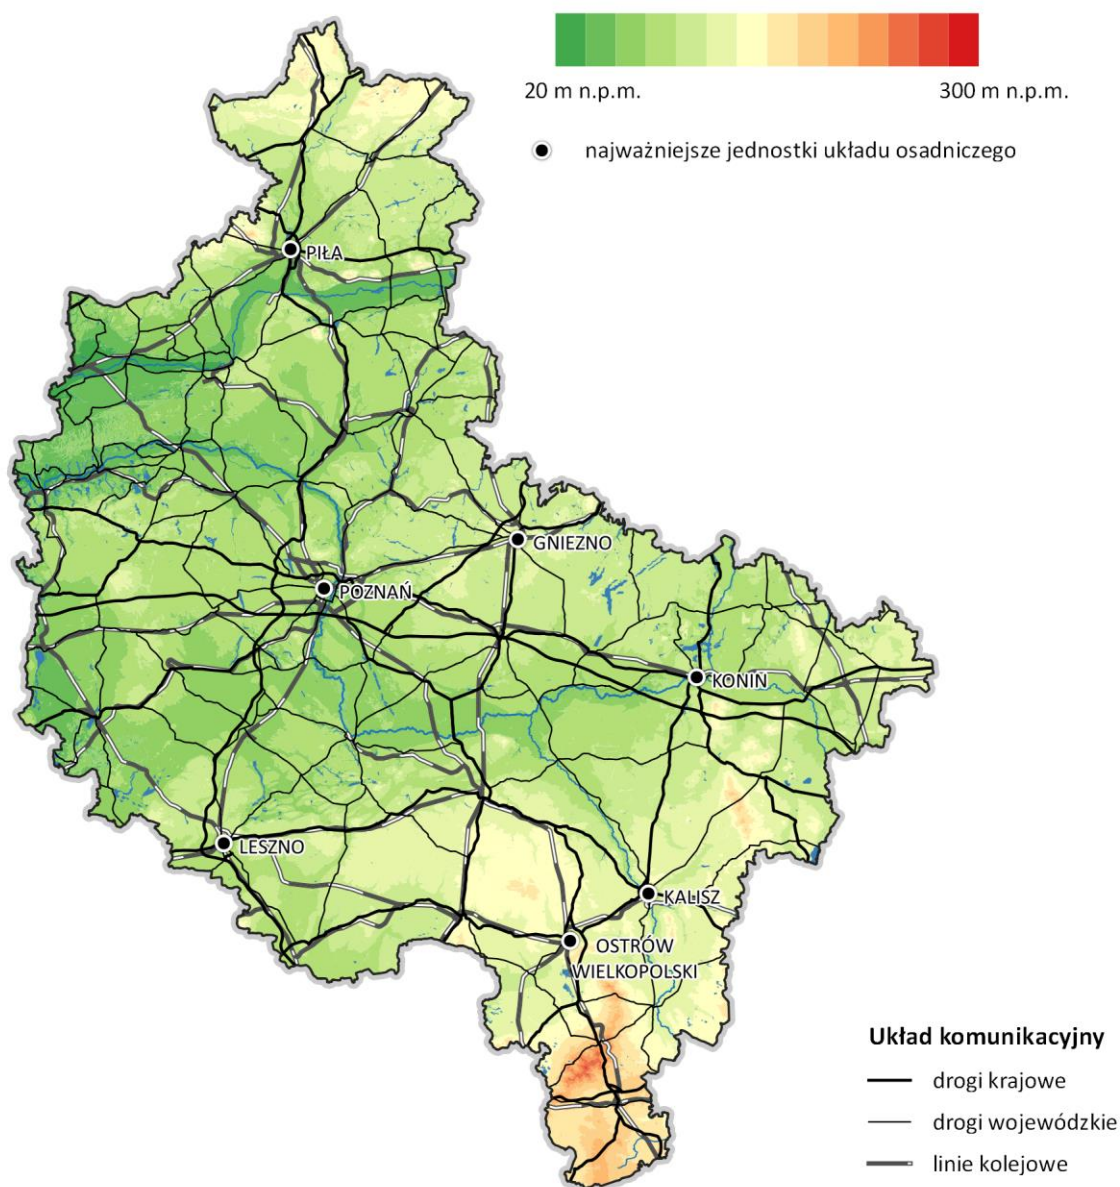 20 m n.p.m.
300 m n.p.m.
najważniejsze jednostki układu osadniczego
PIŁA
GNIEZNO
POZNAŃ
KONIN
LESZNO
KALISZ
OSTRÓW
WIELKOPOLSKI
Układ komunikacyjny
drogi krajowe
drogi wojewódzkie
linie kolejowe